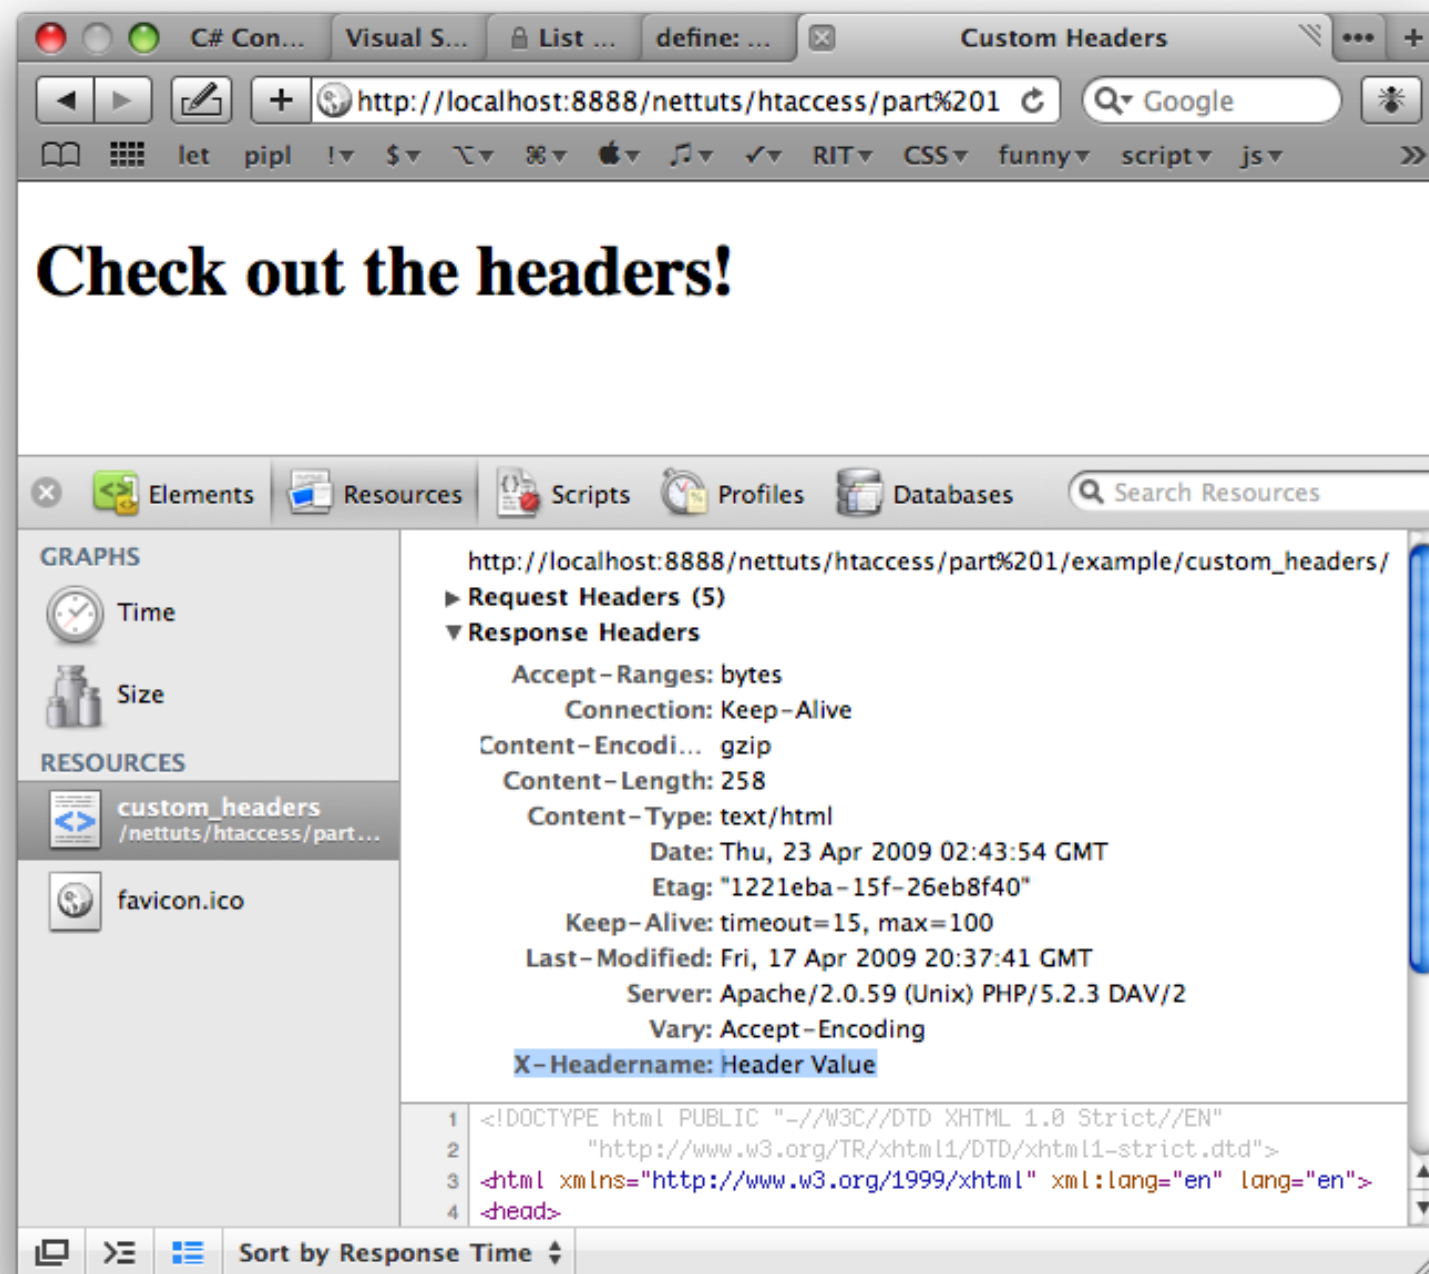 C# Con... Visual S... List ... define: ... Custom Headers
http://localhost:8888/nettuts/htaccess/part%201 Google
let pipl ! $ ⌥ ⌘ ♫ ✓ RIT CSS funny script js »
Check out the headers!
Elements Resources Scripts Profiles Databases Search Resources
GRAPHS
Time
Size
RESOURCES
custom_headers
/nettuts/htaccess/part...
favicon.ico
http://localhost:8888/nettuts/htaccess/part%201/example/custom_headers/
Request Headers (5)
Response Headers
Accept-Ranges: bytes
Connection: Keep-Alive
Content-Encodi... gzip
Content-Length: 258
Content-Type: text/html
Date: Thu, 23 Apr 2009 02:43:54 GMT
Etag: "1221eba-15f-26eb8f40"
Keep-Alive: timeout=15, max=100
Last-Modified: Fri, 17 Apr 2009 20:37:41 GMT
Server: Apache/2.0.59 (Unix) PHP/5.2.3 DAV/2
Vary: Accept-Encoding
X-Headername: Header Value
1 <!DOCTYPE html PUBLIC "-//W3C//DTD XHTML 1.0 Strict//EN"
2 "http://www.w3.org/TR/xhtml1/DTD/xhtml1-strict.dtd">
3 <html xmlns="http://www.w3.org/1999/xhtml" xml:lang="en" lang="en">
4 <head>
Sort by Response Time